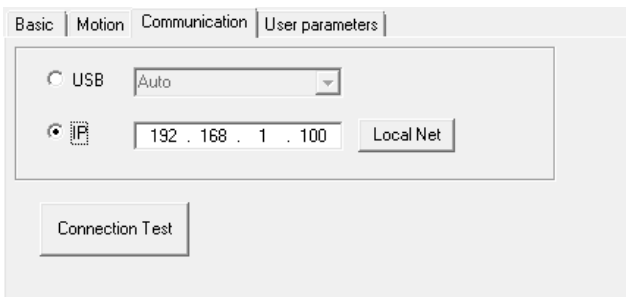 Basic Motion Communication User parameters
USB Auto
IP 192 . 168 . 1 . 100 Local Net
Connection Test